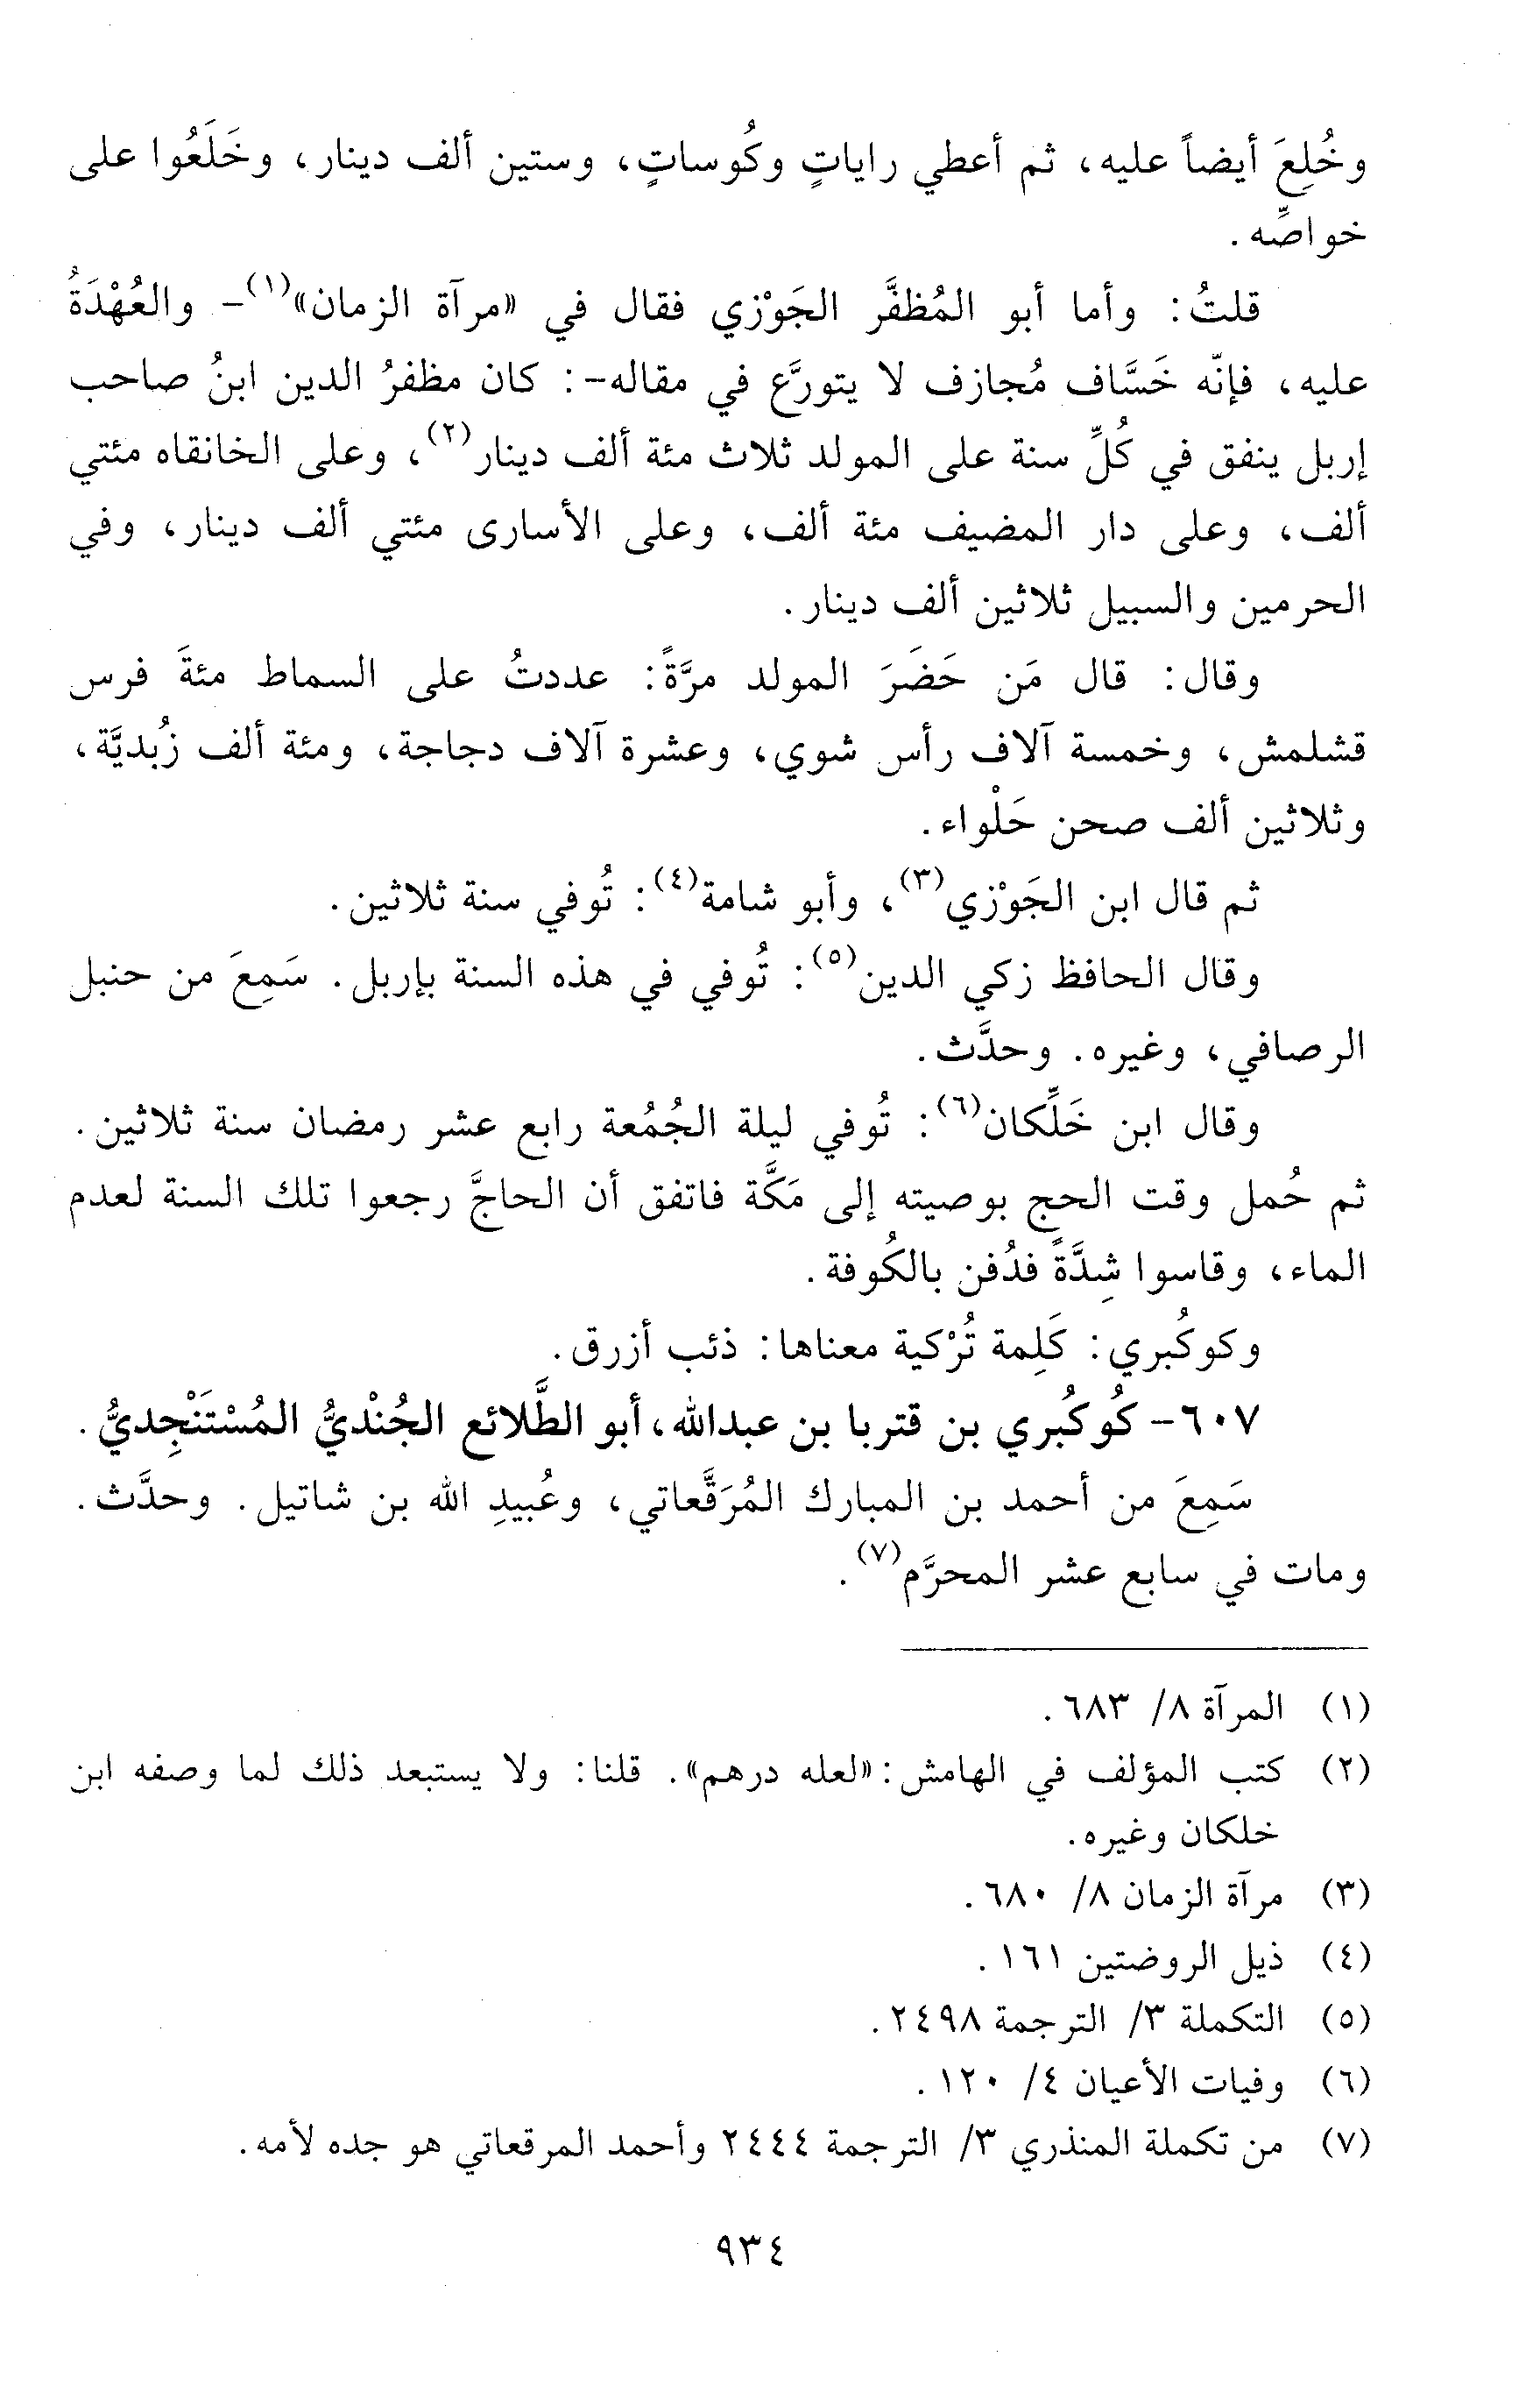 وخُلِعَ أيضاً عليه، ثم أعطي راياتٍ وكُوساتٍ، وستين ألف دينار، وخَلَعُوا على
خواصِّه.
قلتُ: وأما أبو المُظفَّر الجَوْزي فقال في «مرآة الزمان»(١)- والعُهْدَةُ
عليه، فإنّه خَسَّاف مُجازف لا يتورَّع في مقاله-: كان مظفرُ الدين ابنُ صاحب
إربل ينفق في كُلِّ سنة على المولد ثلاث مئة ألف دينار(٢)، وعلى الخانقاه مئتي
ألف، وعلى دار المضيف مئة ألف، وعلى الأسارى مئتي ألف دينار، وفي
الحرمين والسبيل ثلاثين ألف دينار.
وقال: قال مَن حَضَرَ المولد مرَّةً: عددتُ على السماط مئةَ فرس
قشلمش، وخمسة آلاف رأس شوي، وعشرة آلاف دجاجة، ومئة ألف زُبديَّة،
وثلاثين ألف صحن حَلْواء.
ثم قال ابن الجَوْزي(٣)، وأبو شامة(٤): تُوفي سنة ثلاثين.
وقال الحافظ زكي الدين(٥): تُوفي في هذه السنة بإربل. سَمِعَ من حنبل
الرصافي، وغيره. وحدَّث.
وقال ابن خَلِّكان(٦): تُوفي ليلة الجُمُعة رابع عشر رمضان سنة ثلاثين.
ثم حُمل وقت الحج بوصيته إلى مَكَّة فاتفق أن الحاجَّ رجعوا تلك السنة لعدم
الماء، وقاسوا شِدَّةً فدُفن بالكُوفة.
وكوكُبري: كَلِمة تُرْكية معناها: ذئب أزرق.
٦٠٧- كُوكُبري بن قتربا بن عبدالله، أبو الطَّلائع الجُنْديُّ المُسْتَنْجِديُّ.
سَمِعَ من أحمد بن المبارك المُرَقَّعاتي، وعُبيدِ الله بن شاتيل. وحدَّث.
ومات في سابع عشر المحرَّم(٧).
(١) المرآة ٨/ ٦٨٣.
(٢) كتب المؤلف في الهامش: «لعله درهم». قلنا: ولا يستبعد ذلك لما وصفه ابن
خلكان وغيره.
(٣) مرآة الزمان ٨/ ٦٨٠.
(٤) ذيل الروضتين ١٦١.
(٥) التكملة ٣/ الترجمة ٢٤٩٨.
(٦) وفيات الأعيان ٤/ ١٢٠.
(٧) من تكملة المنذري ٣/ الترجمة ٢٤٤٤ وأحمد المرقعاتي هو جده لأمه.
٩٣٤